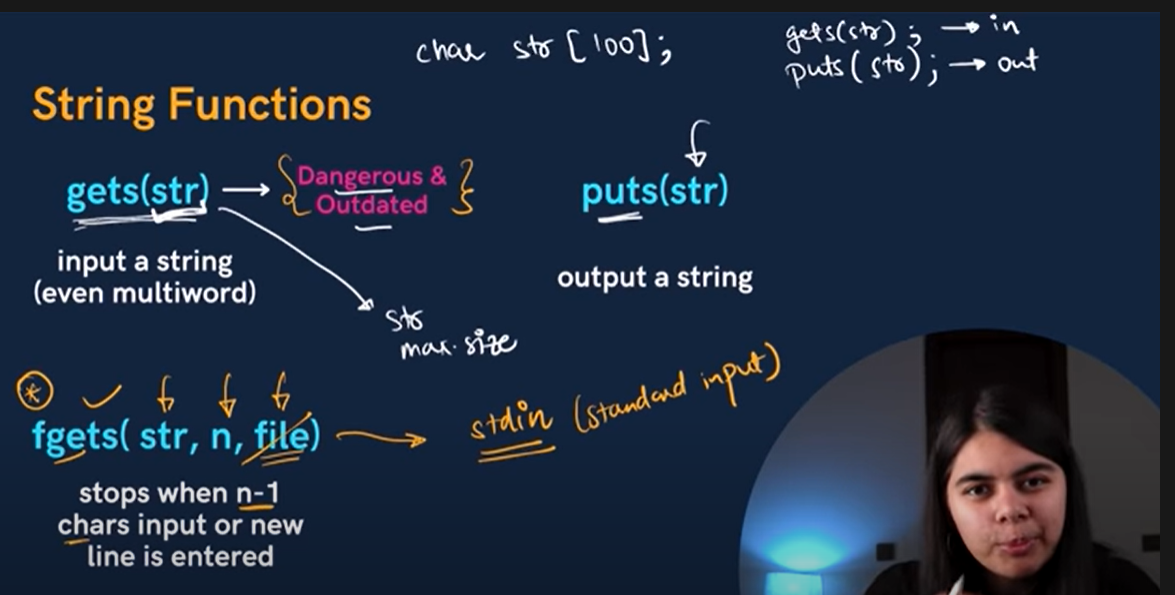 char str [100];
gets(str); → in
puts(str); → out
String Functions
gets(str) → { Dangerous &
Outdated }
puts(str)
input a string
(even multiword)
output a string
str
max. size
* ✓
fgets( str, n, file) → stdin (standard input)
stops when n-1
chars input or new
line is entered